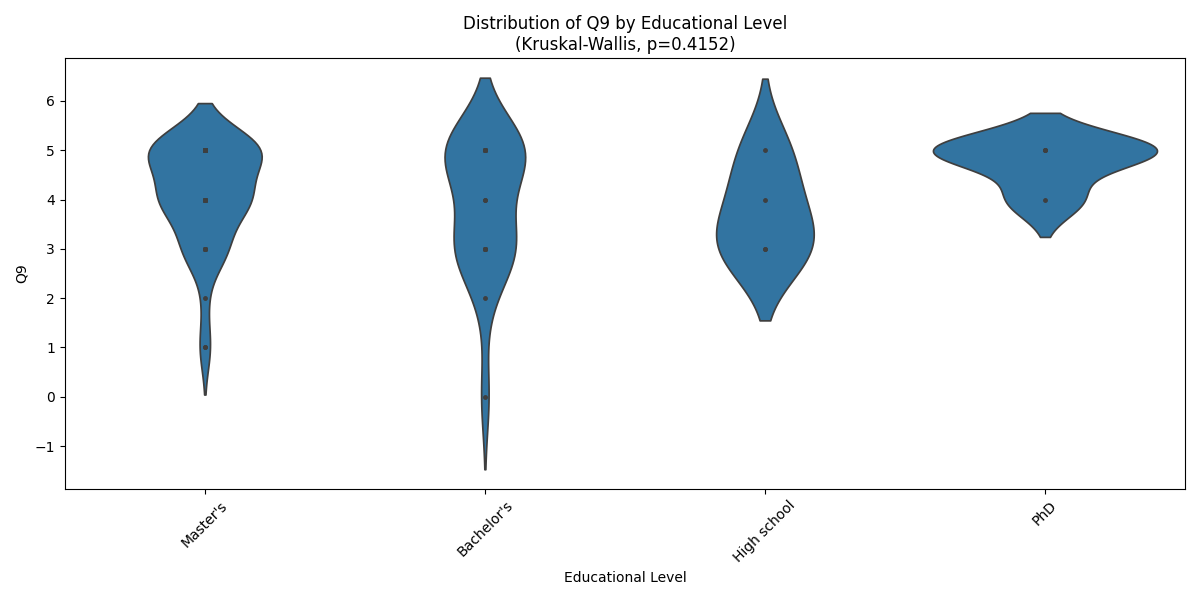 Distribution of Q9 by Educational Level
(Kruskal-Wallis, p=0.4152)
6
5
4
3
2
1
0
−1
Q9
Master's
Bachelor's
High school
PhD
Educational Level